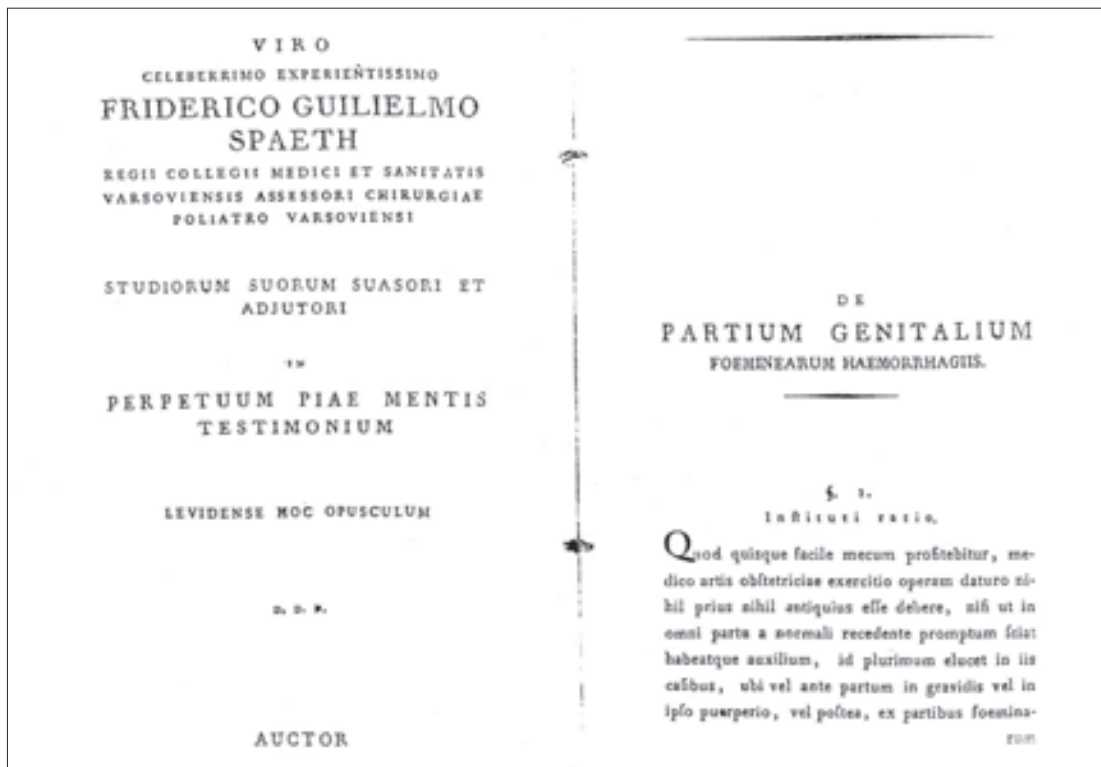 VIRO
CELEBERRIMO EXPERIENTISSIMO
FRIDERICO GUILIELMO
SPAETH
REGII COLLEGII MEDICI ET SANITATIS
VARSOVIENSIS ASSESSORI CHIRURGIAE
POLIATRO VARSOVIENSI
STUDIORUM SUORUM SUASORI ET
ADJUTORI
IN
PERPETUUM PIAE MENTIS
TESTIMONIUM
LEVIDENSE HOC OPUSCULUM
D. D. D.
AUCTOR
DE
PARTIUM GENITALIUM
FOEMINEARUM HAEMORRHAGIIS.
§. 1.
Inſtituti ratio.
Quod quisque facile mecum profitebitur, me-
dico artis obſtetriciae exercitio operam daturo ni-
hil prius nihil antiquius eſſe debere, niſi ut in
omni partu a normali recedente promptum ſciat
habeatque auxilium, id plurimum elucet in iis
caſibus, ubi vel ante partum in gravidis vel in
ipſo puerperio, vel poſtea, ex partibus foemina-
rum